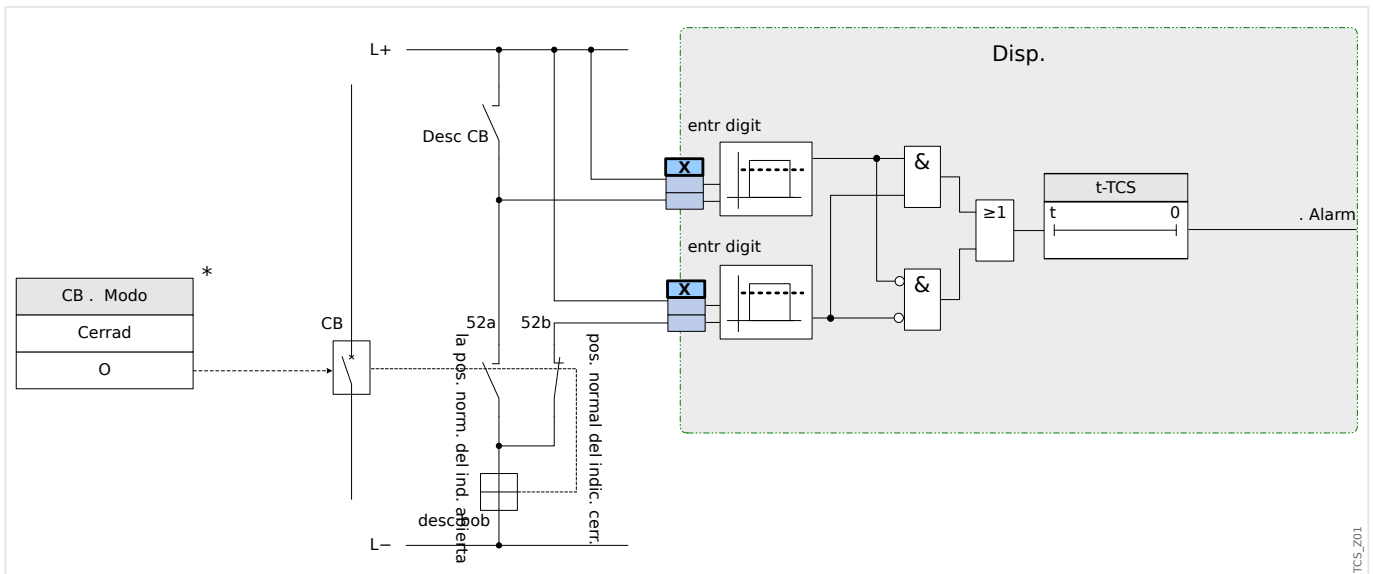 Disp.
L+
entr digit
Desc CB
X
&
t-TCS
t 0
≥1
. Alarm
entr digit
*
CB . Modo
X
&
Cerrad
CB
52a 52b
O
la pos. norm. del ind. abierta
pos. normal del indic. cerr.
desc bob
L−
TCS_Z01